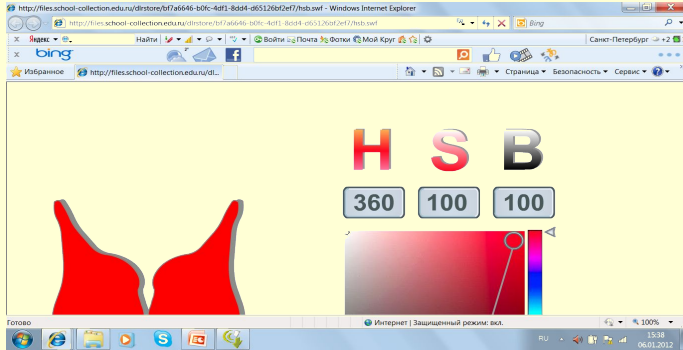 http://files.school-collection.edu.ru/dlrstore/bf7a6646-b0fc-4df1-8dd4-d65126bf2ef7/hsb.swf - Windows Internet Explorer
http://files.school-collection.edu.ru/dlrstore/bf7a6646-b0fc-4df1-8dd4-d65126bf2ef7/hsb.swf
Bing
x Яндекс Найти Войти Почта Фотки Мой Круг Санкт-Петербург +2
x bing
Избранное http://files.school-collection.edu.ru/dl... Страница Безопасность Сервис
H S B
360 100 100
Готово Интернет | Защищенный режим: вкл. 100%
RU 15:38
06.01.2012